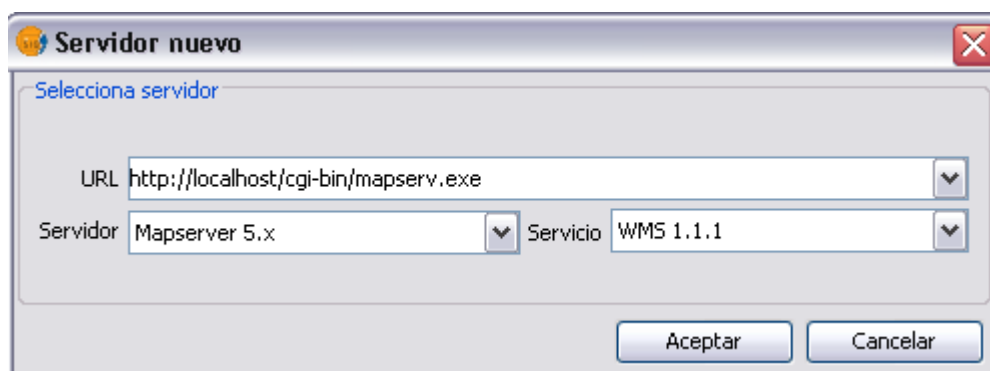 Servidor nuevo
Selecciona servidor
URL http://localhost/cgi-bin/mapserv.exe
Servidor Mapserver 5.x Servicio WMS 1.1.1
Aceptar Cancelar